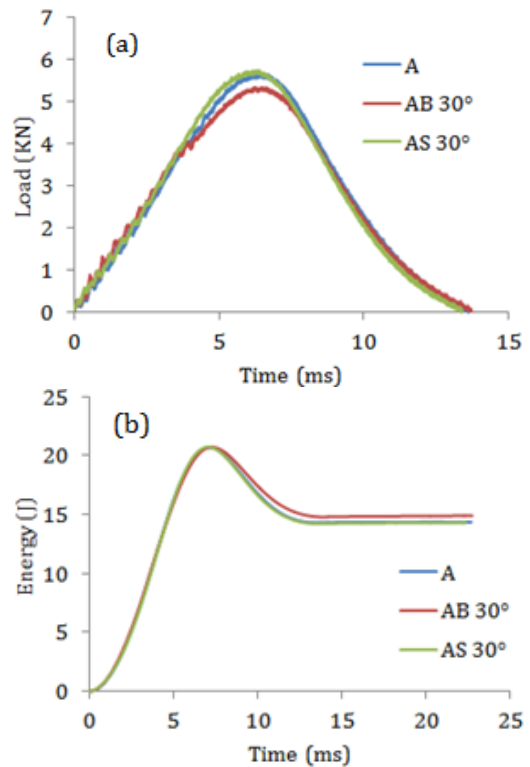 (a)
7
6
5
4
3
2
1
0
Load (KN)
A
AB 30°
AS 30°
0 5 10 15
Time (ms)
(b)
25
20
15
10
5
0
Energy (J)
A
AB 30°
AS 30°
0 5 10 15 20 25
Time (ms)